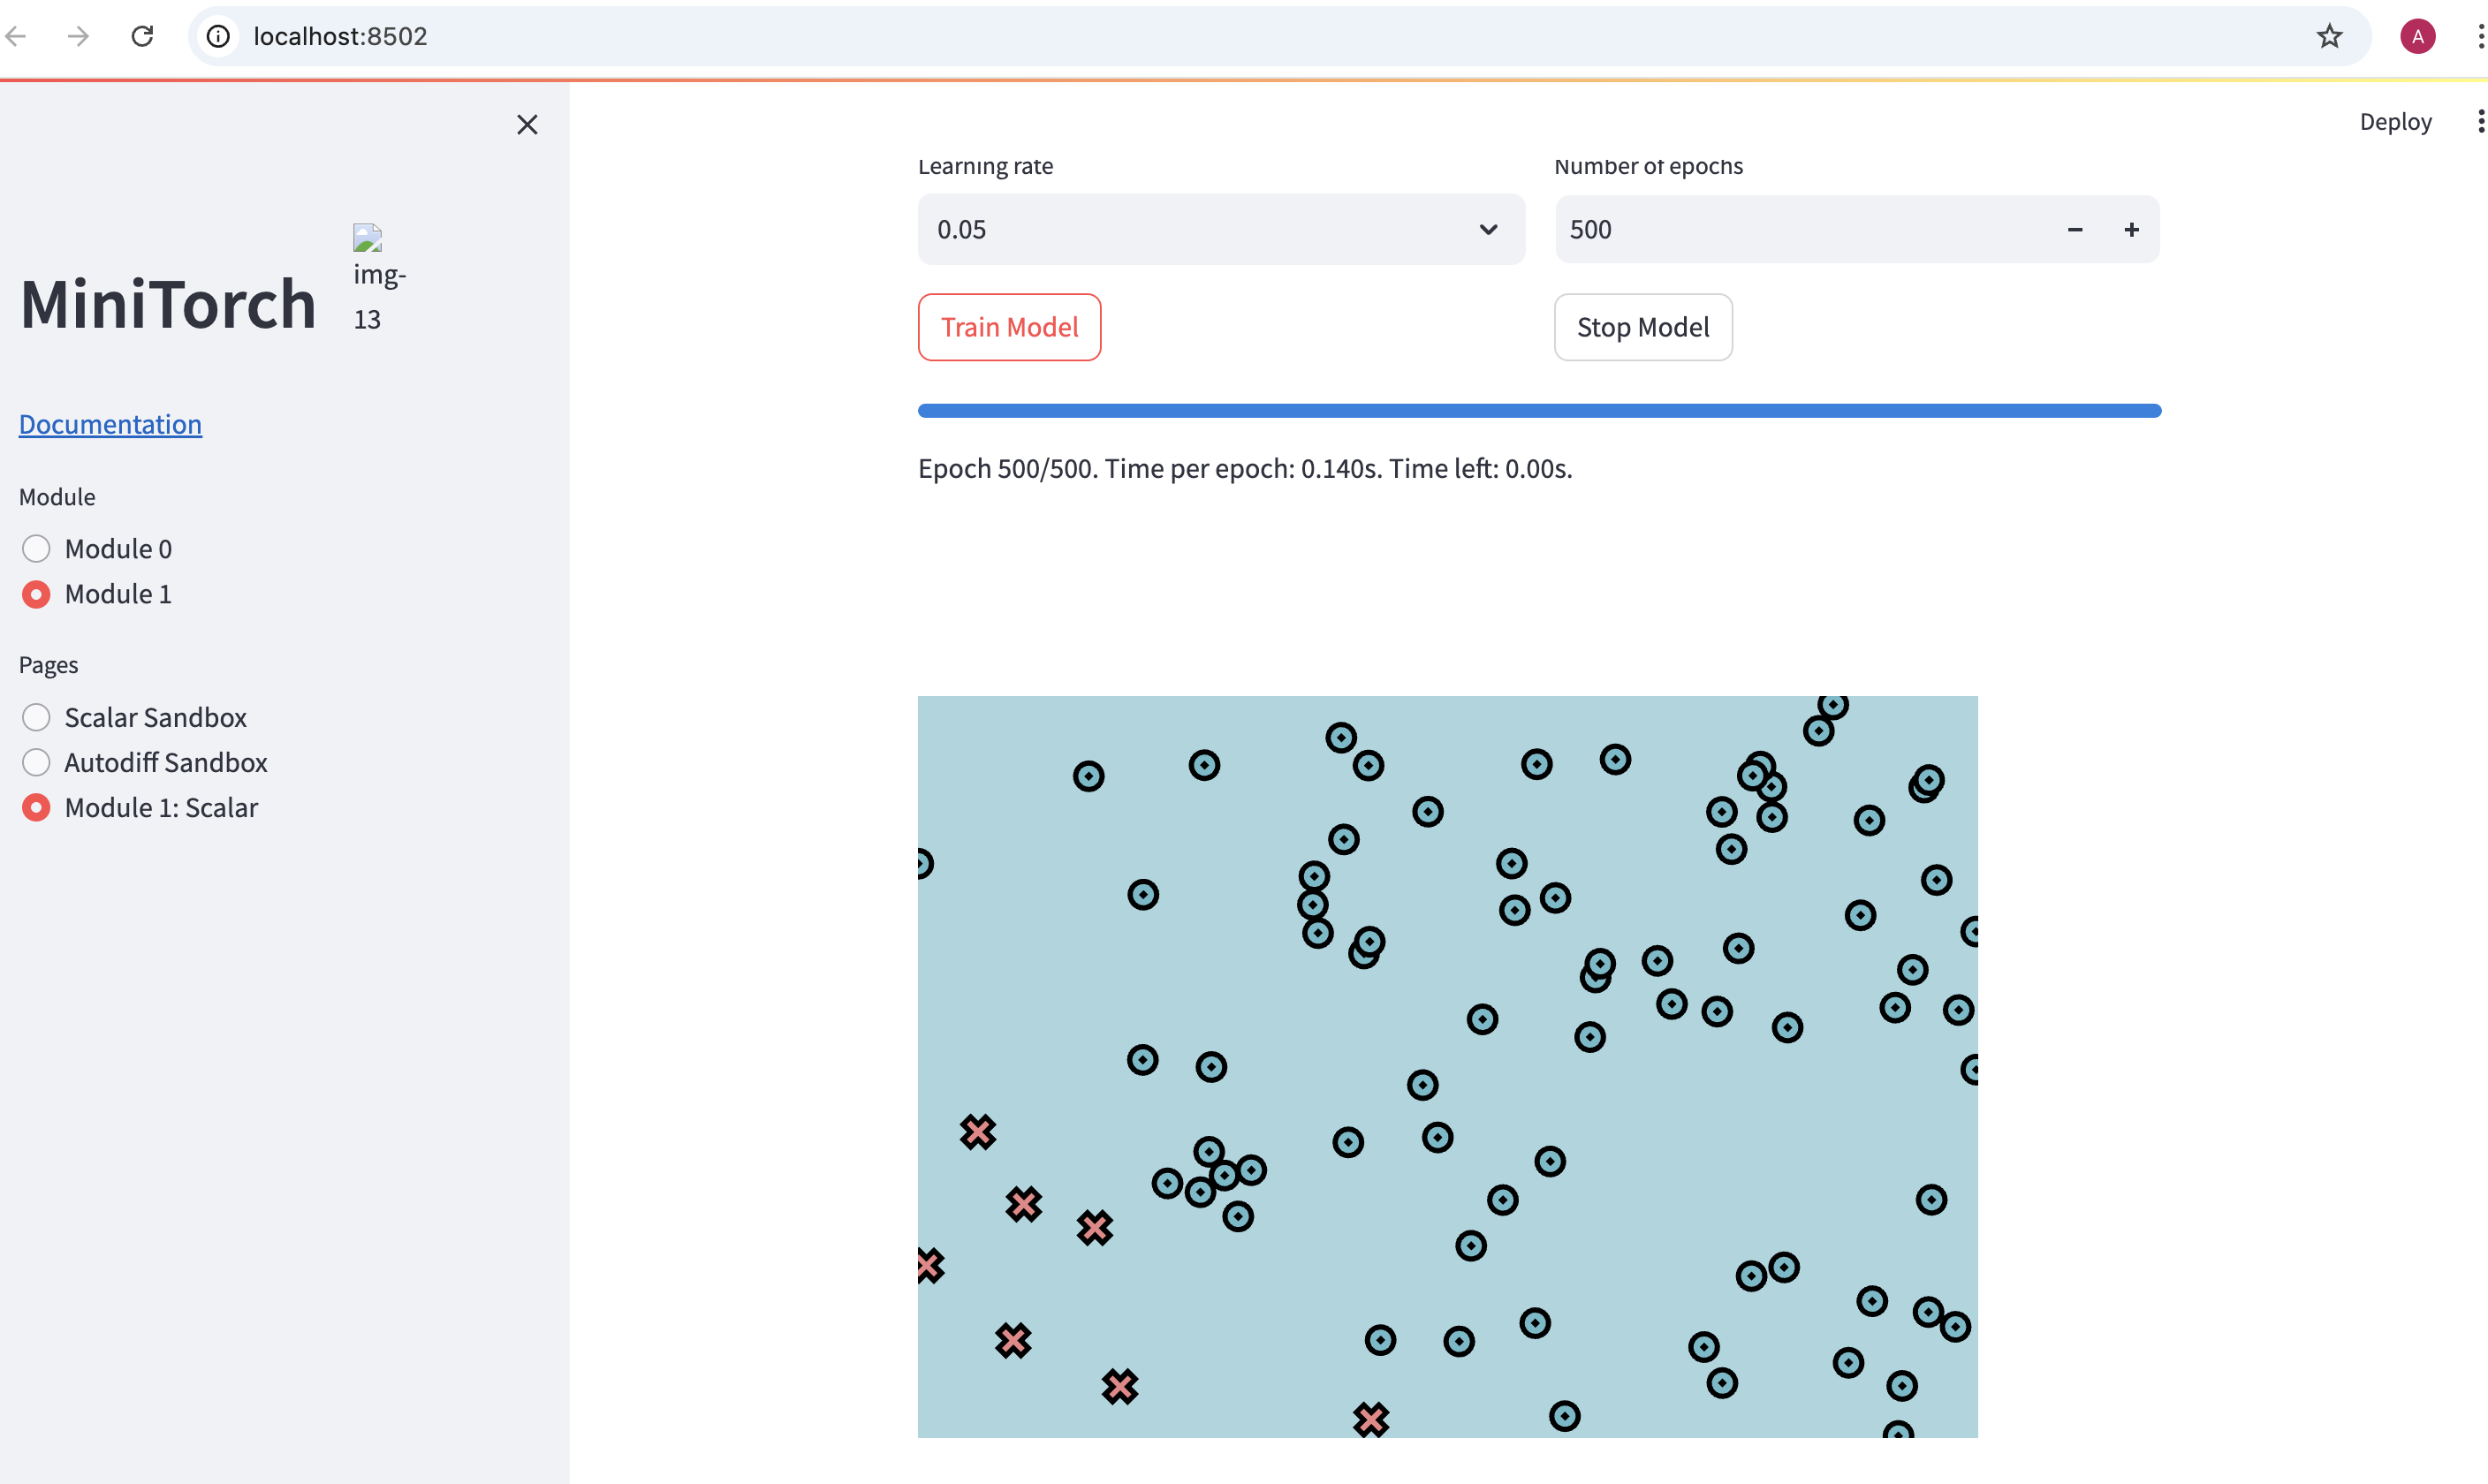 localhost:8502
A
Deploy
Learning rate
Number of epochs
0.05
500
Train Model
Stop Model
Epoch 500/500. Time per epoch: 0.140s. Time left: 0.00s.
MiniTorch
img-
13
Documentation
Module
Module 0
Module 1
Pages
Scalar Sandbox
Autodiff Sandbox
Module 1: Scalar